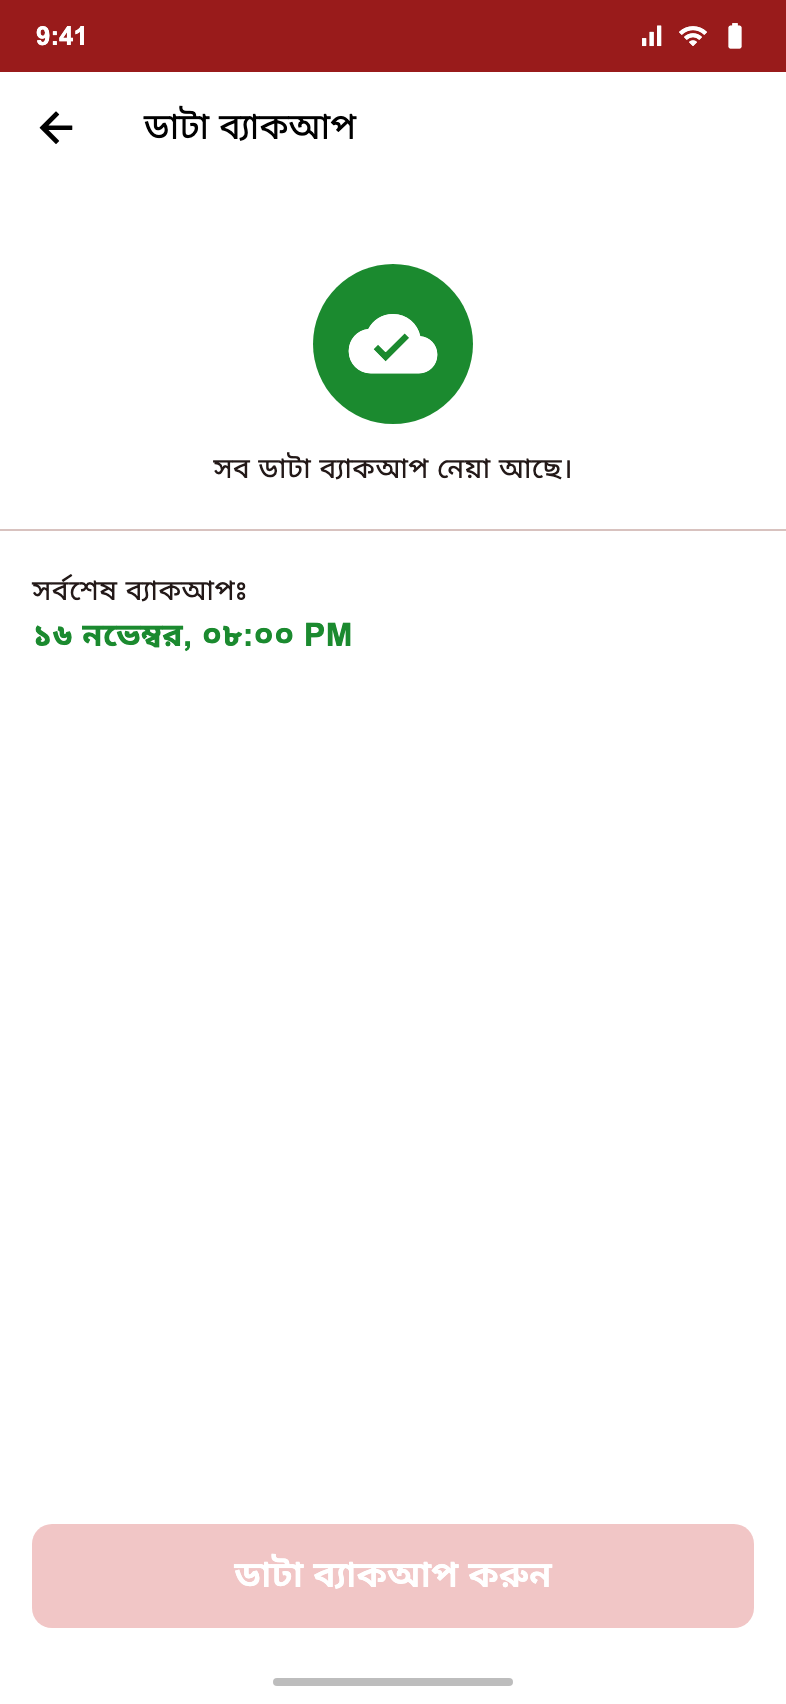 9:41
ডাটা ব্যাকআপ
সব ডাটা ব্যাকআপ নেয়া আছে।
সর্বশেষ ব্যাকআপঃ
১৬ নভেম্বর, ০৮:০০ PM
ডাটা ব্যাকআপ করুন